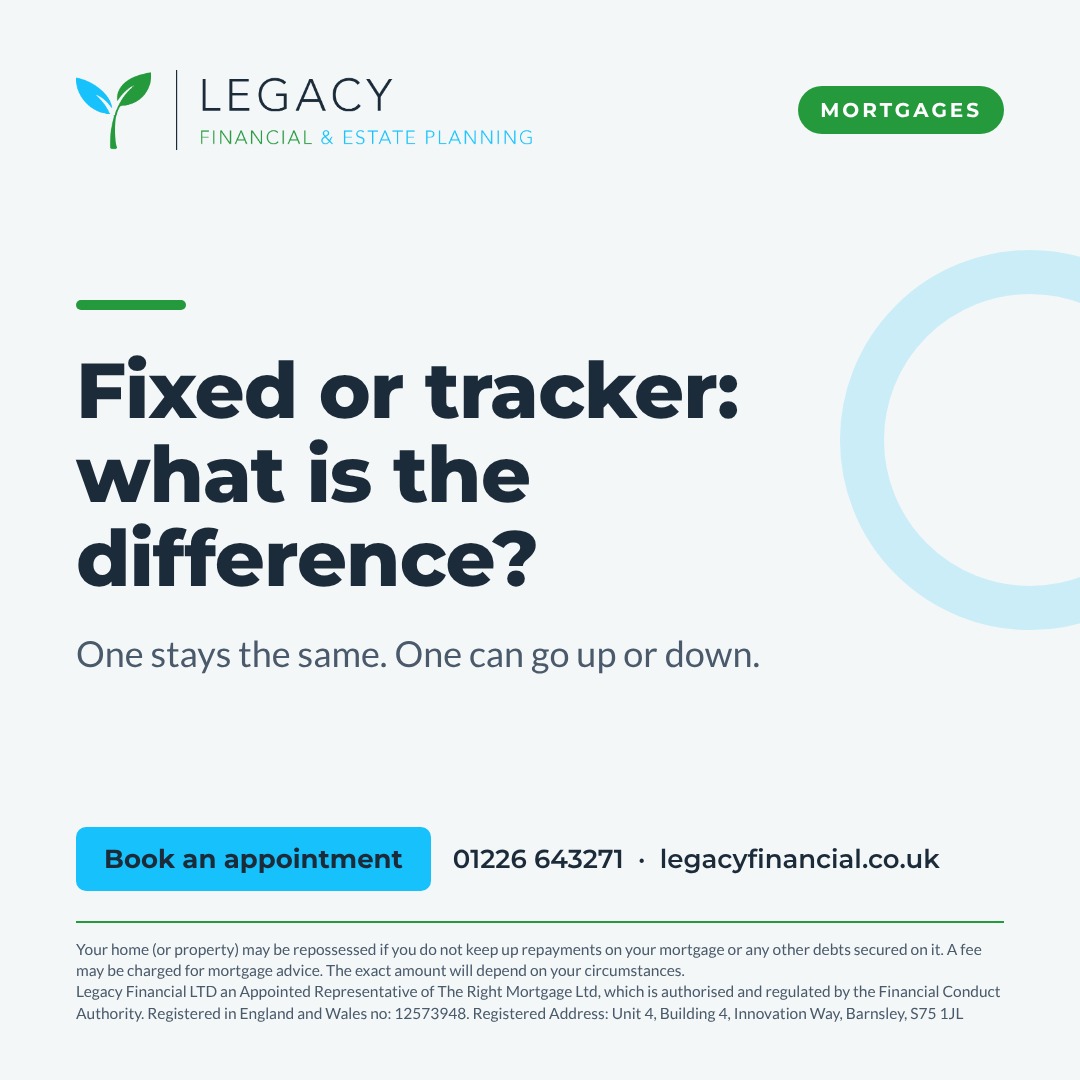 LEGACY
FINANCIAL & ESTATE PLANNING
MORTGAGES
Fixed or tracker:
what is the
difference?
One stays the same. One can go up or down.
Book an appointment
01226 643271 · legacyfinancial.co.uk
Your home (or property) may be repossessed if you do not keep up repayments on your mortgage or any other debts secured on it. A fee
may be charged for mortgage advice. The exact amount will depend on your circumstances.
Legacy Financial LTD an Appointed Representative of The Right Mortgage Ltd, which is authorised and regulated by the Financial Conduct
Authority. Registered in England and Wales no: 12573948. Registered Address: Unit 4, Building 4, Innovation Way, Barnsley, S75 1JL